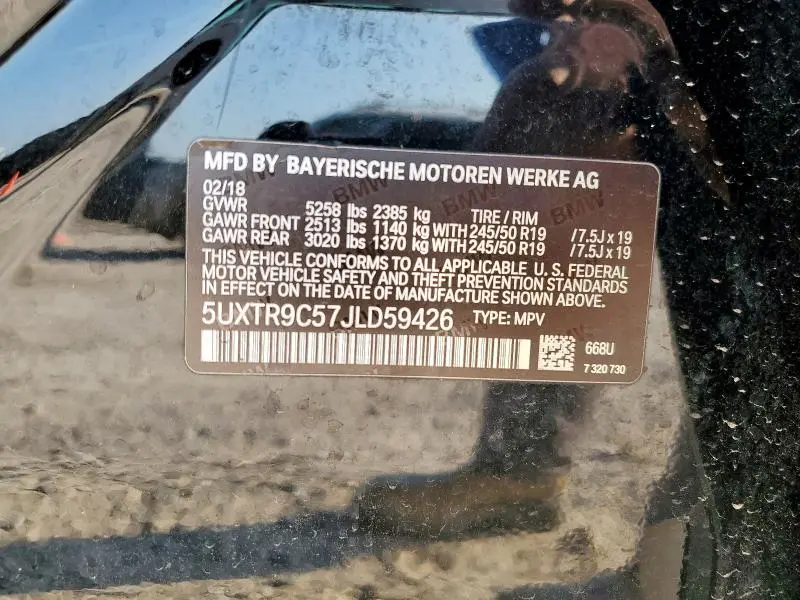 MFD BY BAYERISCHE MOTOREN WERKE AG
02/18
GVWR 5258 lbs 2385 kg TIRE / RIM
GAWR FRONT 2513 lbs 1140 kg WITH 245/50 R19 /7.5J x 19
GAWR REAR 3020 lbs 1370 kg WITH 245/50 R19 /7.5J x 19
THIS VEHICLE CONFORMS TO ALL APPLICABLE U. S. FEDERAL
MOTOR VEHICLE SAFETY AND THEFT PREVENTION STANDARDS
IN EFFECT ON THE DATE OF MANUFACTURE SHOWN ABOVE.
5UXTR9C57JLD59426 TYPE: MPV
668U
7 320 730